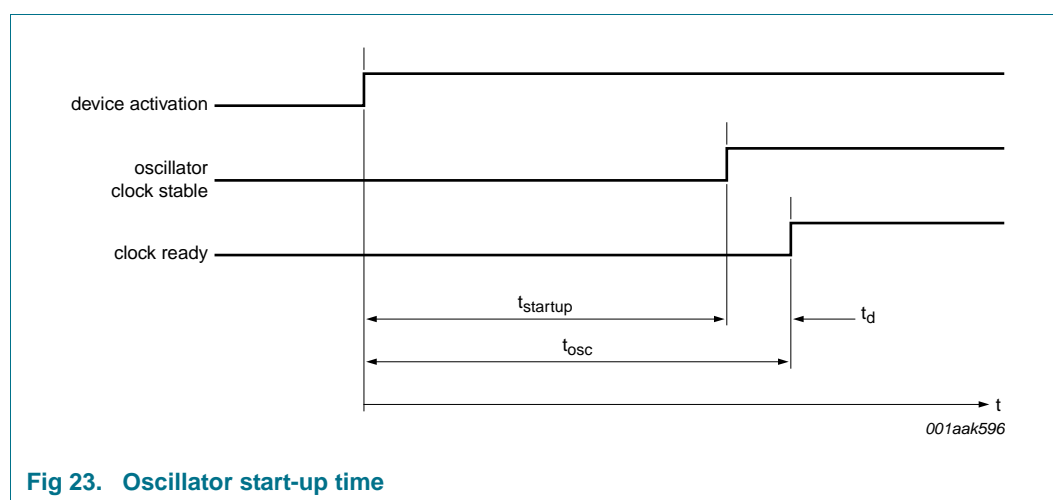 device activation
oscillator
clock stable
clock ready
tstartup
td
tosc
t
001aak596
Fig 23. Oscillator start-up time